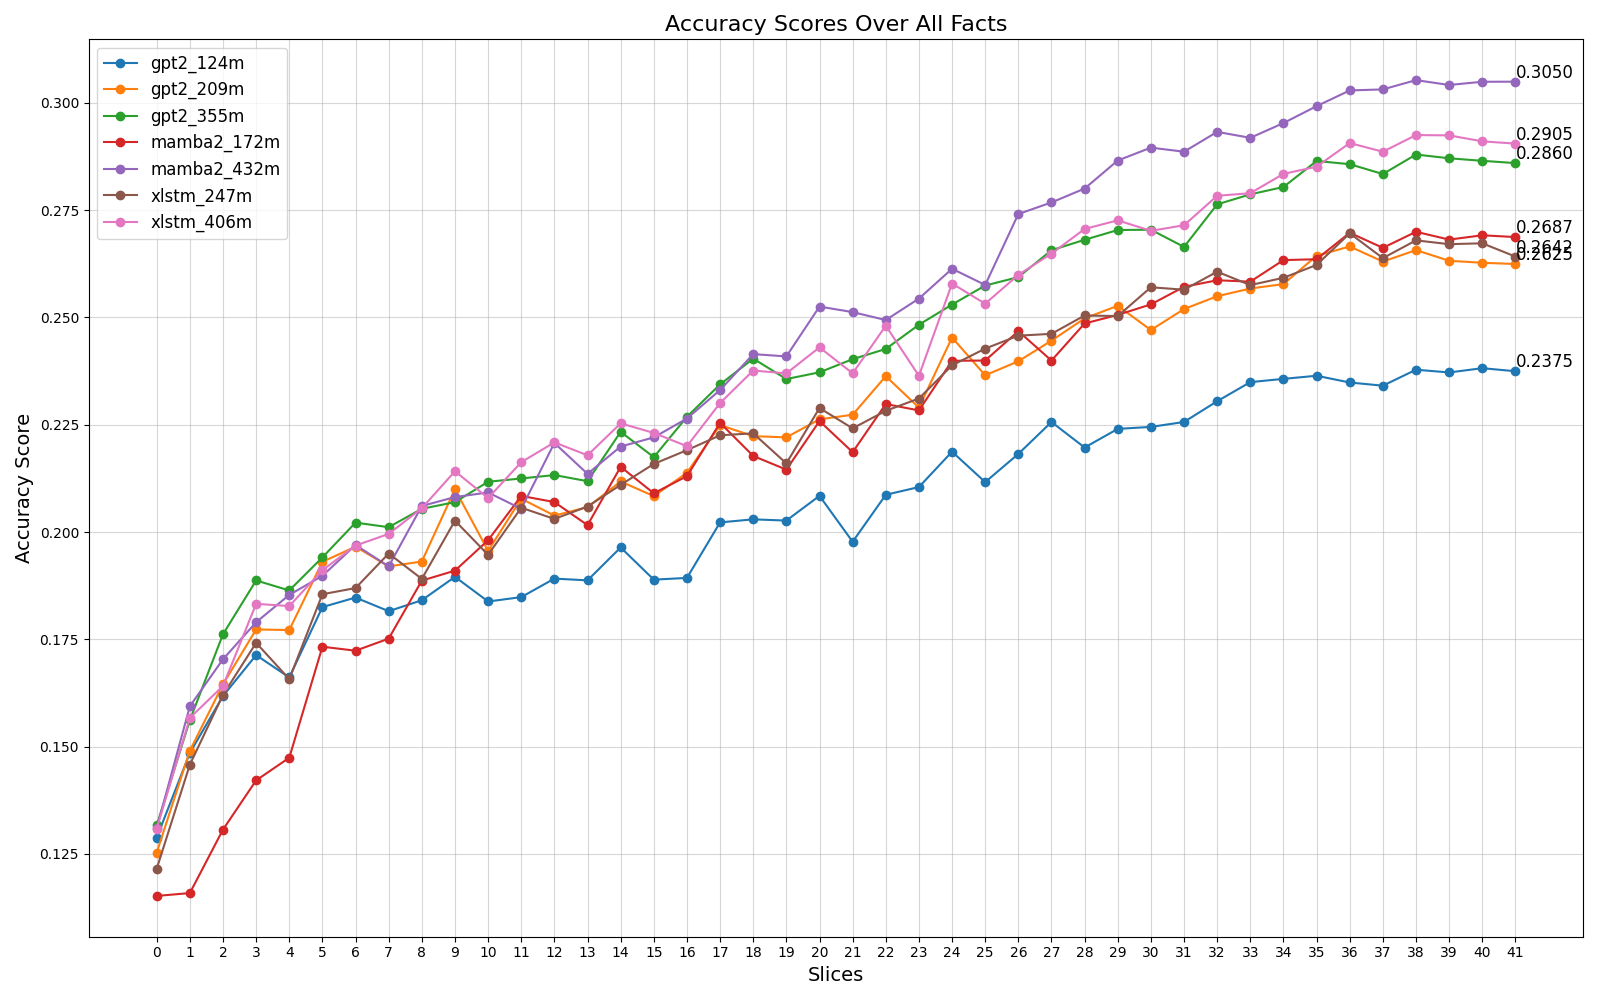 Accuracy Scores Over All Facts
gpt2_124m
gpt2_209m
gpt2_355m
mamba2_172m
mamba2_432m
xlstm_247m
xlstm_406m
0.3050
0.2905
0.2860
0.2687
0.2642
0.2625
0.2375
Accuracy Score
0.300
0.275
0.250
0.225
0.200
0.175
0.150
0.125
0 1 2 3 4 5 6 7 8 9 10 11 12 13 14 15 16 17 18 19 20 21 22 23 24 25 26 27 28 29 30 31 32 33 34 35 36 37 38 39 40 41
Slices